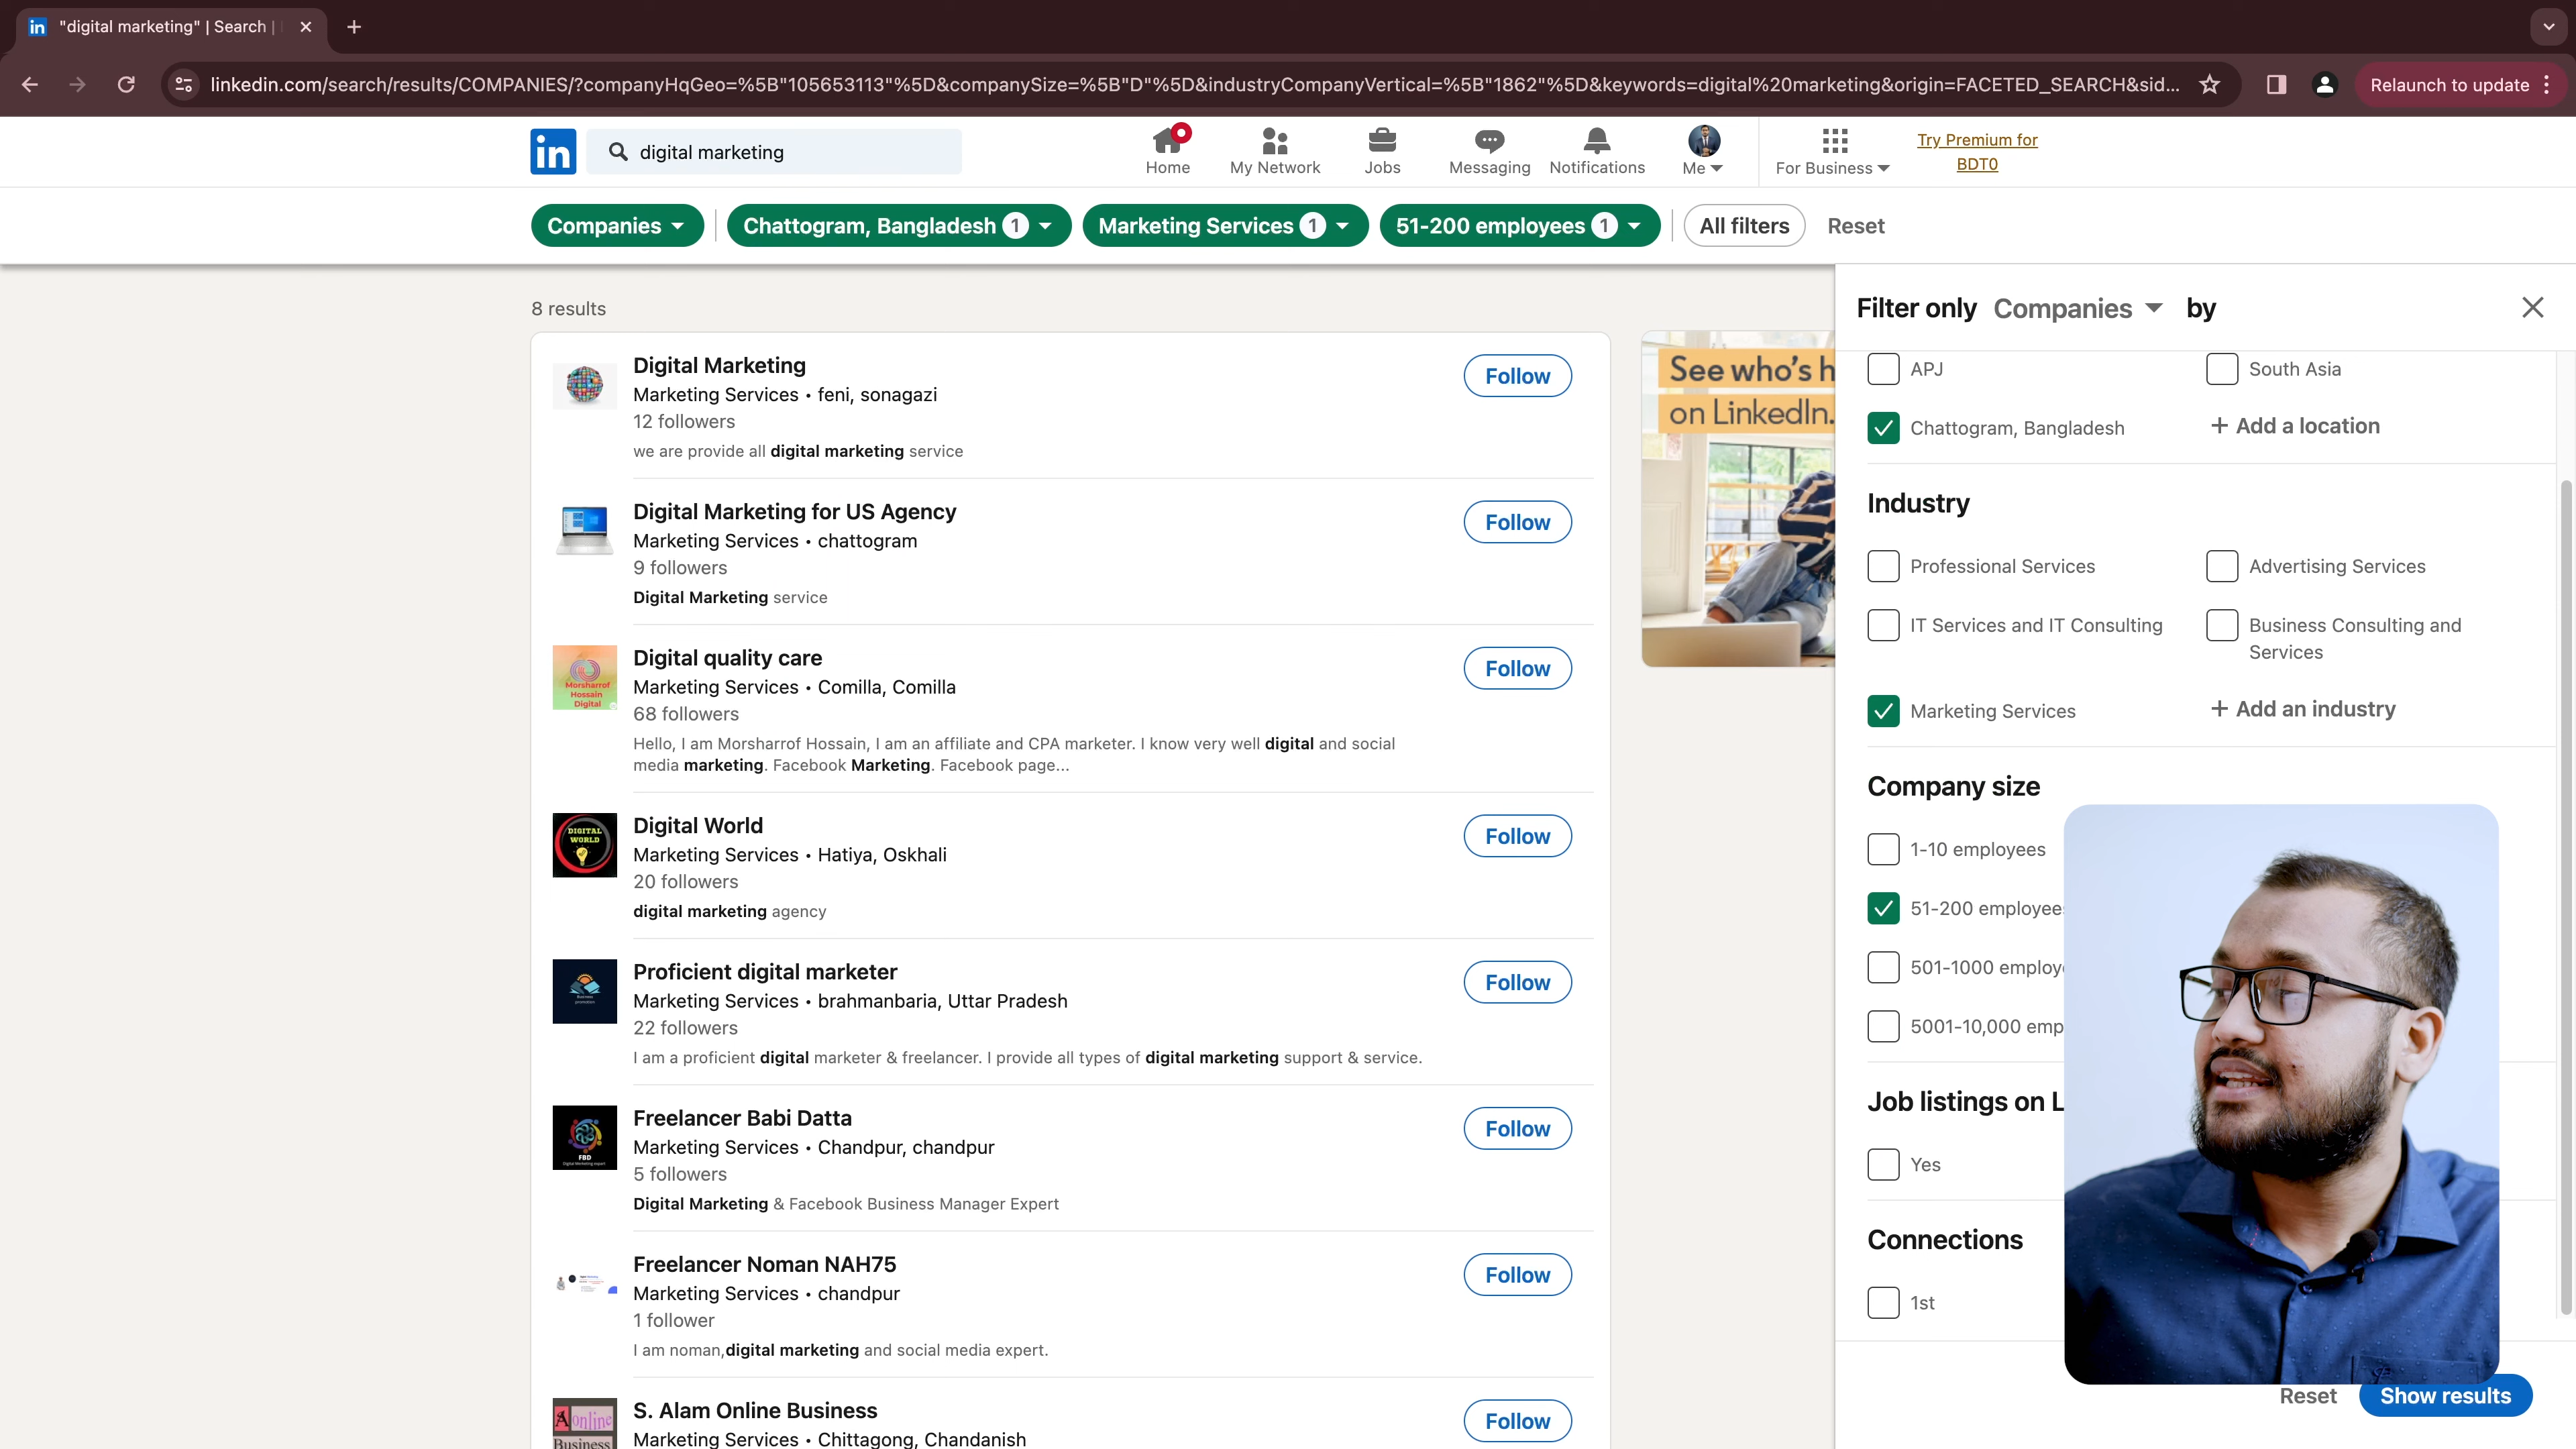 "digital marketing" | Search |
linkedin.com/search/results/COMPANIES/?companyHqGeo=%5B"105653113"%5D&companySize=%5B"D"%5D&industryCompanyVertical=%5B"1862"%5D&keywords=digital%20marketing&origin=FACETED_SEARCH&sid...
Relaunch to update
in
digital marketing
Home
My Network
Jobs
Messaging
Notifications
Me
For Business
Try Premium for
BDT0
Companies
Chattogram, Bangladesh 1
Marketing Services 1
51-200 employees 1
All filters
Reset
8 results
Digital Marketing
Marketing Services • feni, sonagazi
12 followers
we are provide all digital marketing service
Follow
Digital Marketing for US Agency
Marketing Services • chattogram
9 followers
Digital Marketing service
Follow
Morsharrof
Hossain
Digital
Digital quality care
Marketing Services • Comilla, Comilla
68 followers
Hello, I am Morsharrof Hossain, I am an affiliate and CPA marketer. I know very well digital and social
media marketing. Facebook Marketing. Facebook page...
Follow
DIGITAL
WORLD
Digital World
Marketing Services • Hatiya, Oskhali
20 followers
digital marketing agency
Follow
Proficient digital marketer
Marketing Services • brahmanbaria, Uttar Pradesh
22 followers
I am a proficient digital marketer & freelancer. I provide all types of digital marketing support & service.
Follow
FBD
Freelancer Babi Datta
Marketing Services • Chandpur, chandpur
5 followers
Digital Marketing & Facebook Business Manager Expert
Follow
Freelancer Noman NAH75
Marketing Services • chandpur
1 follower
I am noman,digital marketing and social media expert.
Follow
A online
Business
S. Alam Online Business
Marketing Services • Chittagong, Chandanish
Follow
See who's h
on LinkedIn.
Filter only Companies by
APJ
South Asia
Chattogram, Bangladesh
+ Add a location
Industry
Professional Services
Advertising Services
IT Services and IT Consulting
Business Consulting and
Services
Marketing Services
+ Add an industry
Company size
1-10 employees
51-200 employees
501-1000 employ
5001-10,000 emp
Job listings on L
Yes
Connections
1st
Reset
Show results